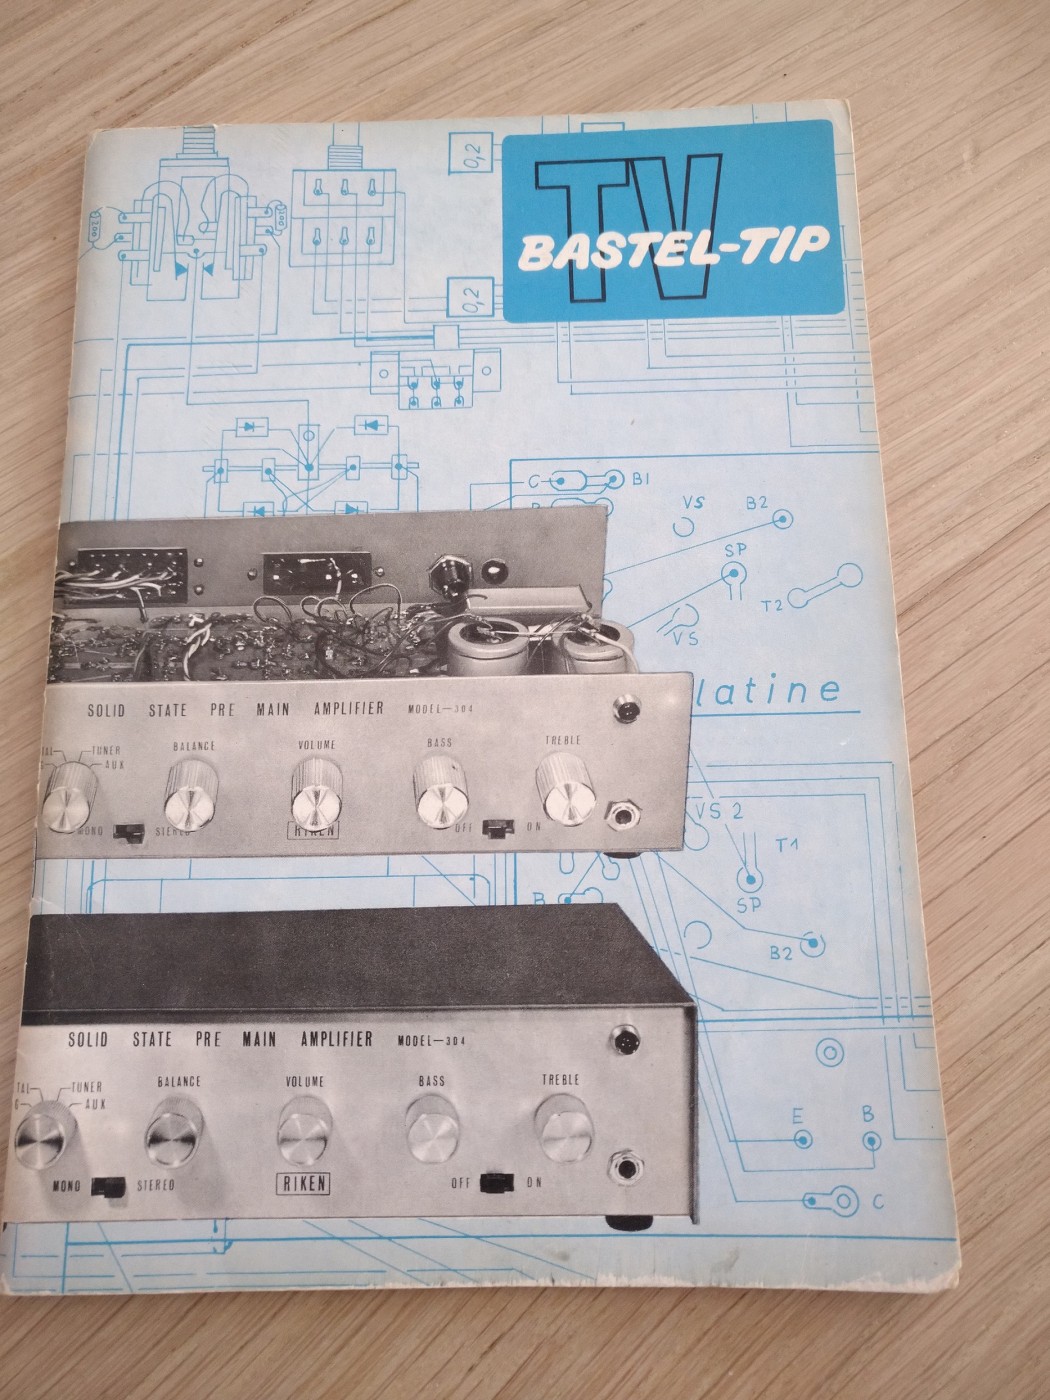 0,2
TV
BASTEL-TIP
0,2
C
B1
VS
B2
SP
T2
VS
latine
SOLID STATE PRE MAIN AMPLIFIER MODEL-304
TUNER
AUX
BALANCE
VOLUME
BASS
TREBLE
MONO
STEREO
RIKEN
OFF
ON
VS 2
T1
SP
B
B2
SOLID STATE PRE MAIN AMPLIFIER MODEL-304
TUNER
AUX
BALANCE
VOLUME
BASS
TREBLE
MONO
STEREO
RIKEN
OFF
ON
E
B
C